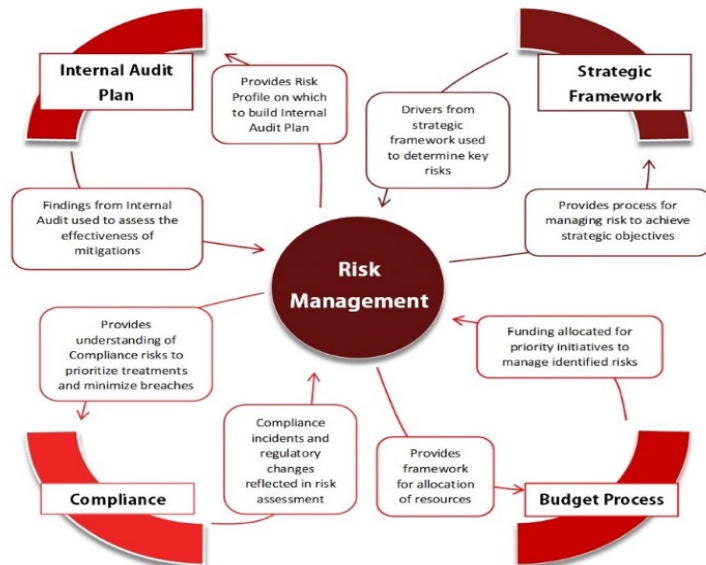 Internal Audit
Plan
Provides Risk
Profile on which
to build Internal
Audit Plan
Drivers from
strategic
framework used
to determine key
risks
Strategic
Framework
Findings from Internal
Audit used to assess the
effectiveness of
mitigations
Provides process for
managing risk to achieve
strategic objectives
Risk
Management
Provides
understanding of
Compliance risks to
prioritize treatments
and minimize breaches
Funding allocated for
priority initiatives to
manage identified risks
Compliance
incidents and
regulatory
changes
reflected in risk
assessment
Provides
framework
for allocation
of resources
Compliance
Budget Process